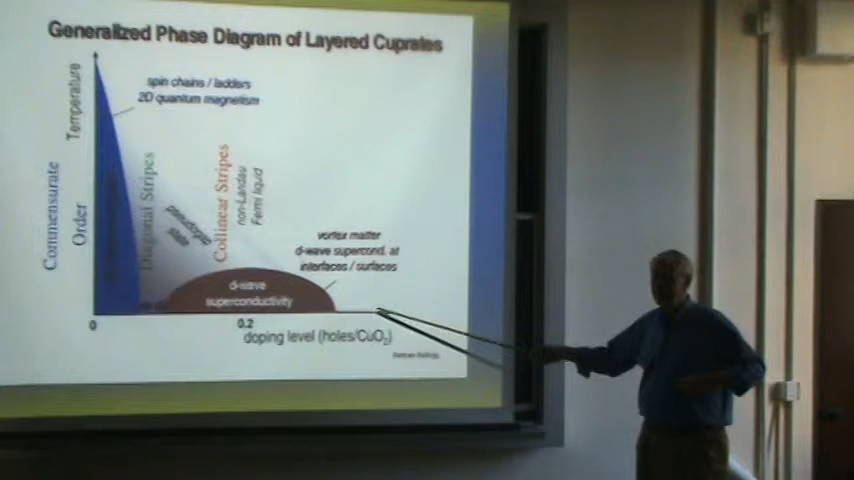 Generalized Phase Diagram of Layered Cuprates
Temperature
spin chains / ladders
2D quantum magnetism
Commensurate
Order
Diagonal Stripes
pseudogap
state
Collinear Stripes
non-Landau
Fermi liquid
vortex matter
d-wave supercond. at
interfaces / surfaces
d-wave
superconductivity
0
0.2
doping level (holes/CuO₂)